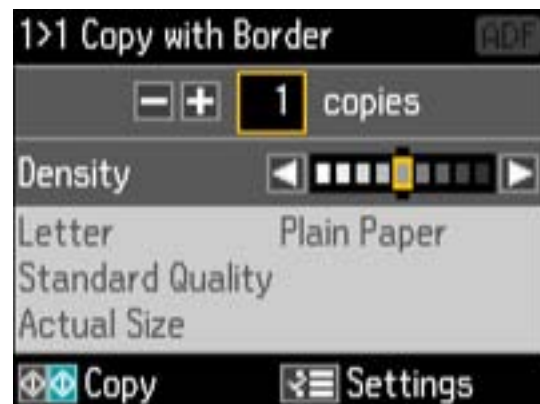 1>1 Copy with Border ADF
1 copies
Density
Letter Plain Paper
Standard Quality
Actual Size
Copy Settings